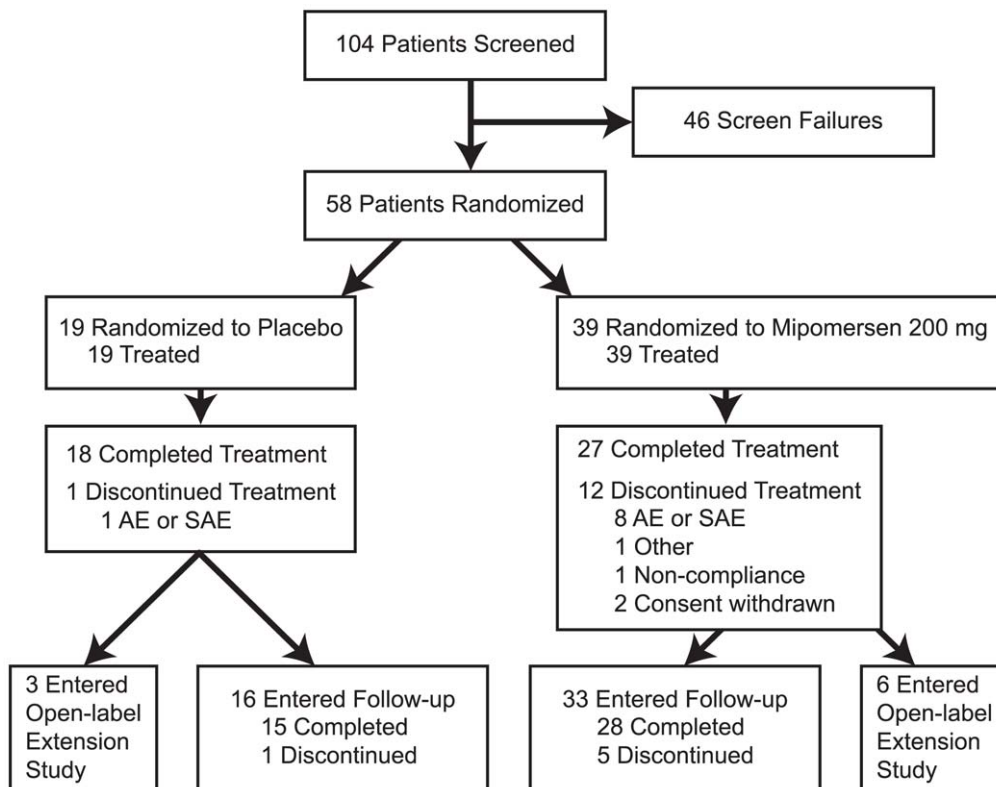 104 Patients Screened
46 Screen Failures
58 Patients Randomized
19 Randomized to Placebo
19 Treated
39 Randomized to Mipomersen 200 mg
39 Treated
18 Completed Treatment
1 Discontinued Treatment
1 AE or SAE
27 Completed Treatment
12 Discontinued Treatment
8 AE or SAE
1 Other
1 Non-compliance
2 Consent withdrawn
3 Entered
Open-label
Extension
Study
16 Entered Follow-up
15 Completed
1 Discontinued
33 Entered Follow-up
28 Completed
5 Discontinued
6 Entered
Open-label
Extension
Study